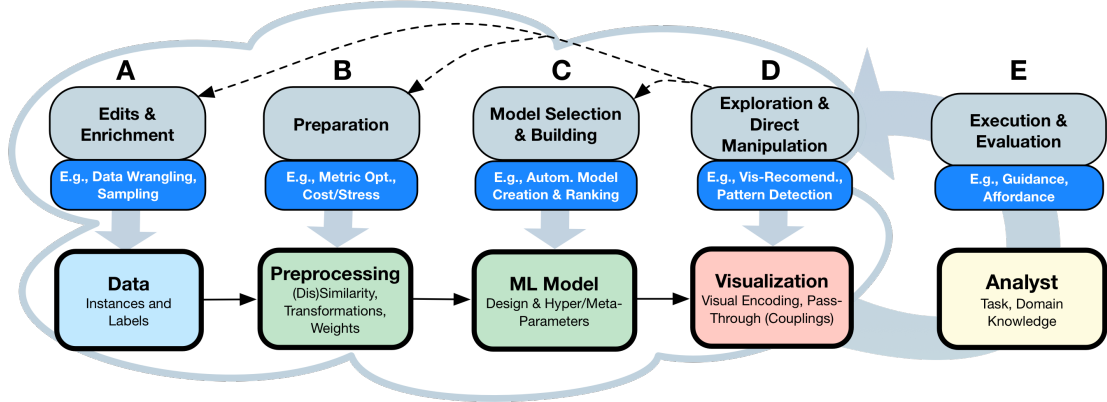 A
B
C
D
E
Edits &
Enrichment
Preparation
Model Selection
& Building
Exploration &
Direct
Manipulation
Execution &
Evaluation
E.g., Data Wrangling,
Sampling
E.g., Metric Opt.,
Cost/Stress
E.g., Autom. Model
Creation & Ranking
E.g., Vis-Recomend.,
Pattern Detection
E.g., Guidance,
Affordance
Data
Instances and
Labels
Preprocessing
(Dis)Similarity,
Transformations,
Weights
ML Model
Design & Hyper/Meta-
Parameters
Visualization
Visual Encoding, Pass-
Through (Couplings)
Analyst
Task, Domain
Knowledge